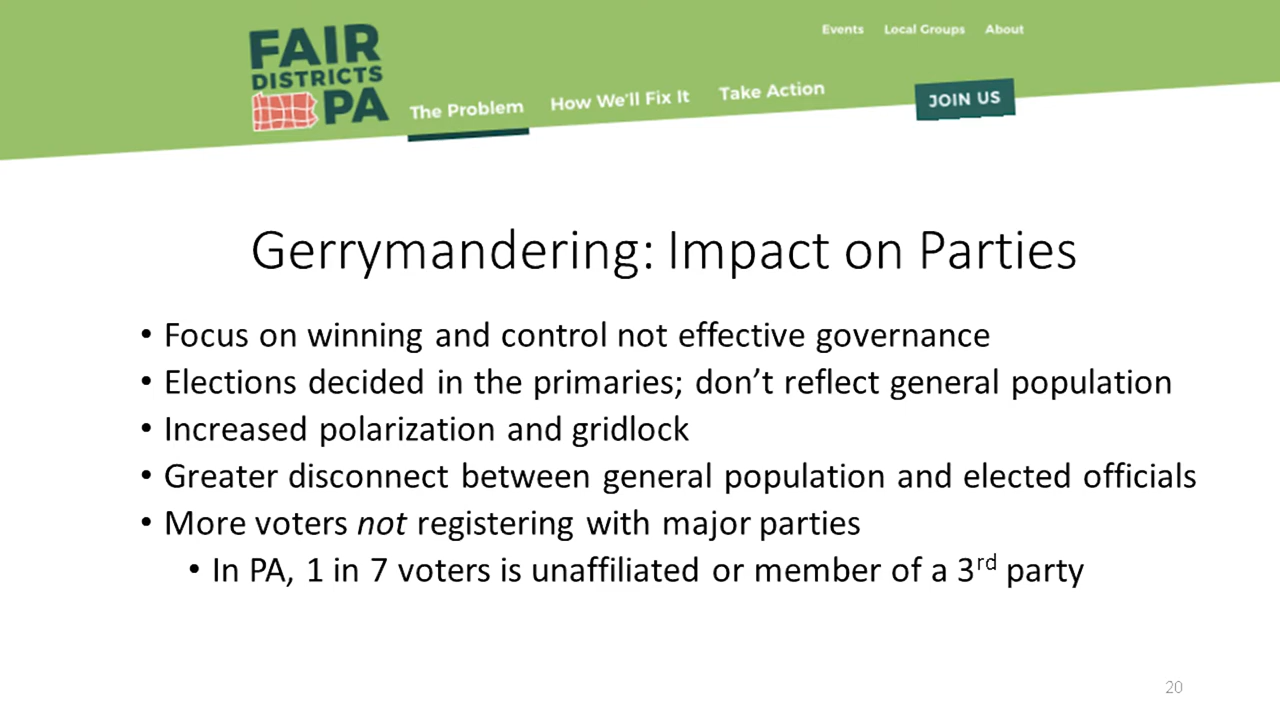 Events Local Groups About
FAIR
DISTRICTS
PA
The Problem How We'll Fix It Take Action JOIN US
Gerrymandering: Impact on Parties
• Focus on winning and control not effective governance
• Elections decided in the primaries; don’t reflect general population
• Increased polarization and gridlock
• Greater disconnect between general population and elected officials
• More voters not registering with major parties
• In PA, 1 in 7 voters is unaffiliated or member of a 3rd party
20